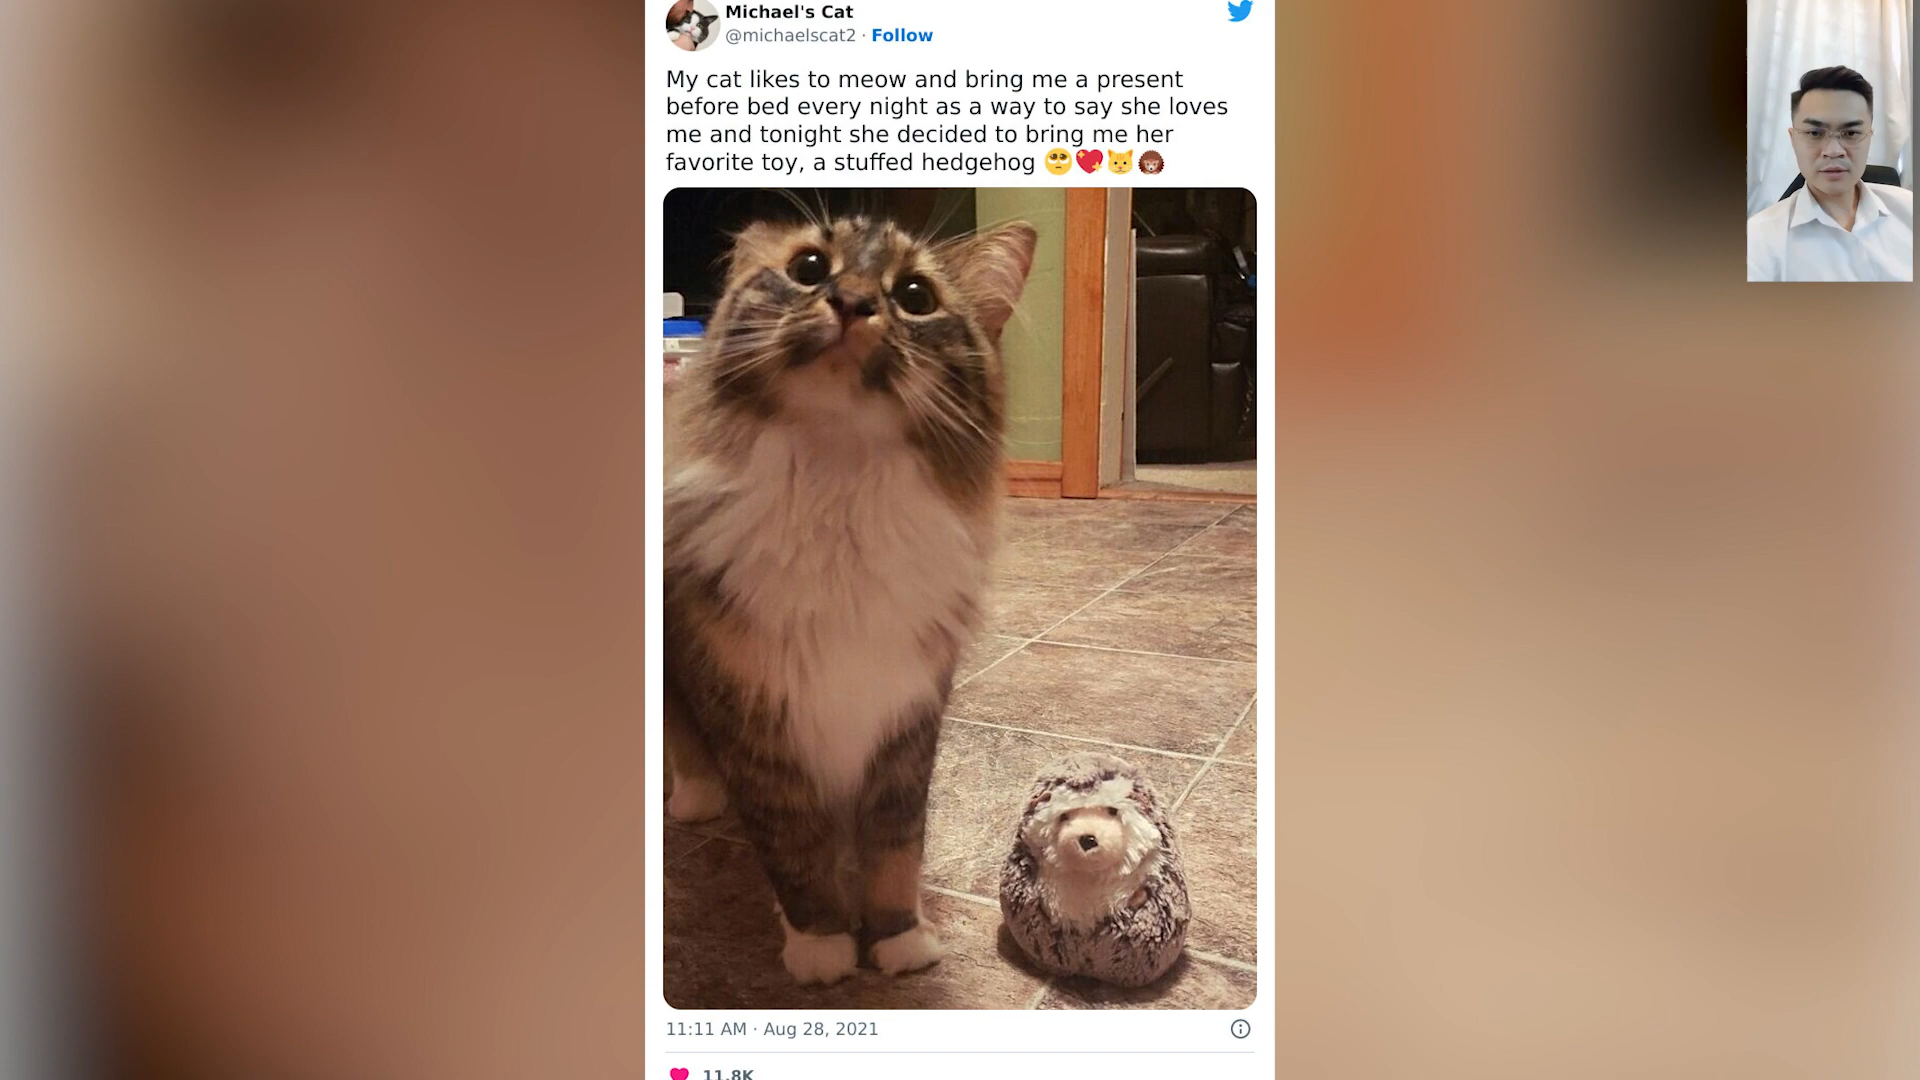 Michael's Cat
@michaelscat2 · Follow
My cat likes to meow and bring me a present
before bed every night as a way to say she loves
me and tonight she decided to bring me her
favorite toy, a stuffed hedgehog 🥺💖🐱🦔
11:11 AM · Aug 28, 2021
11.8K